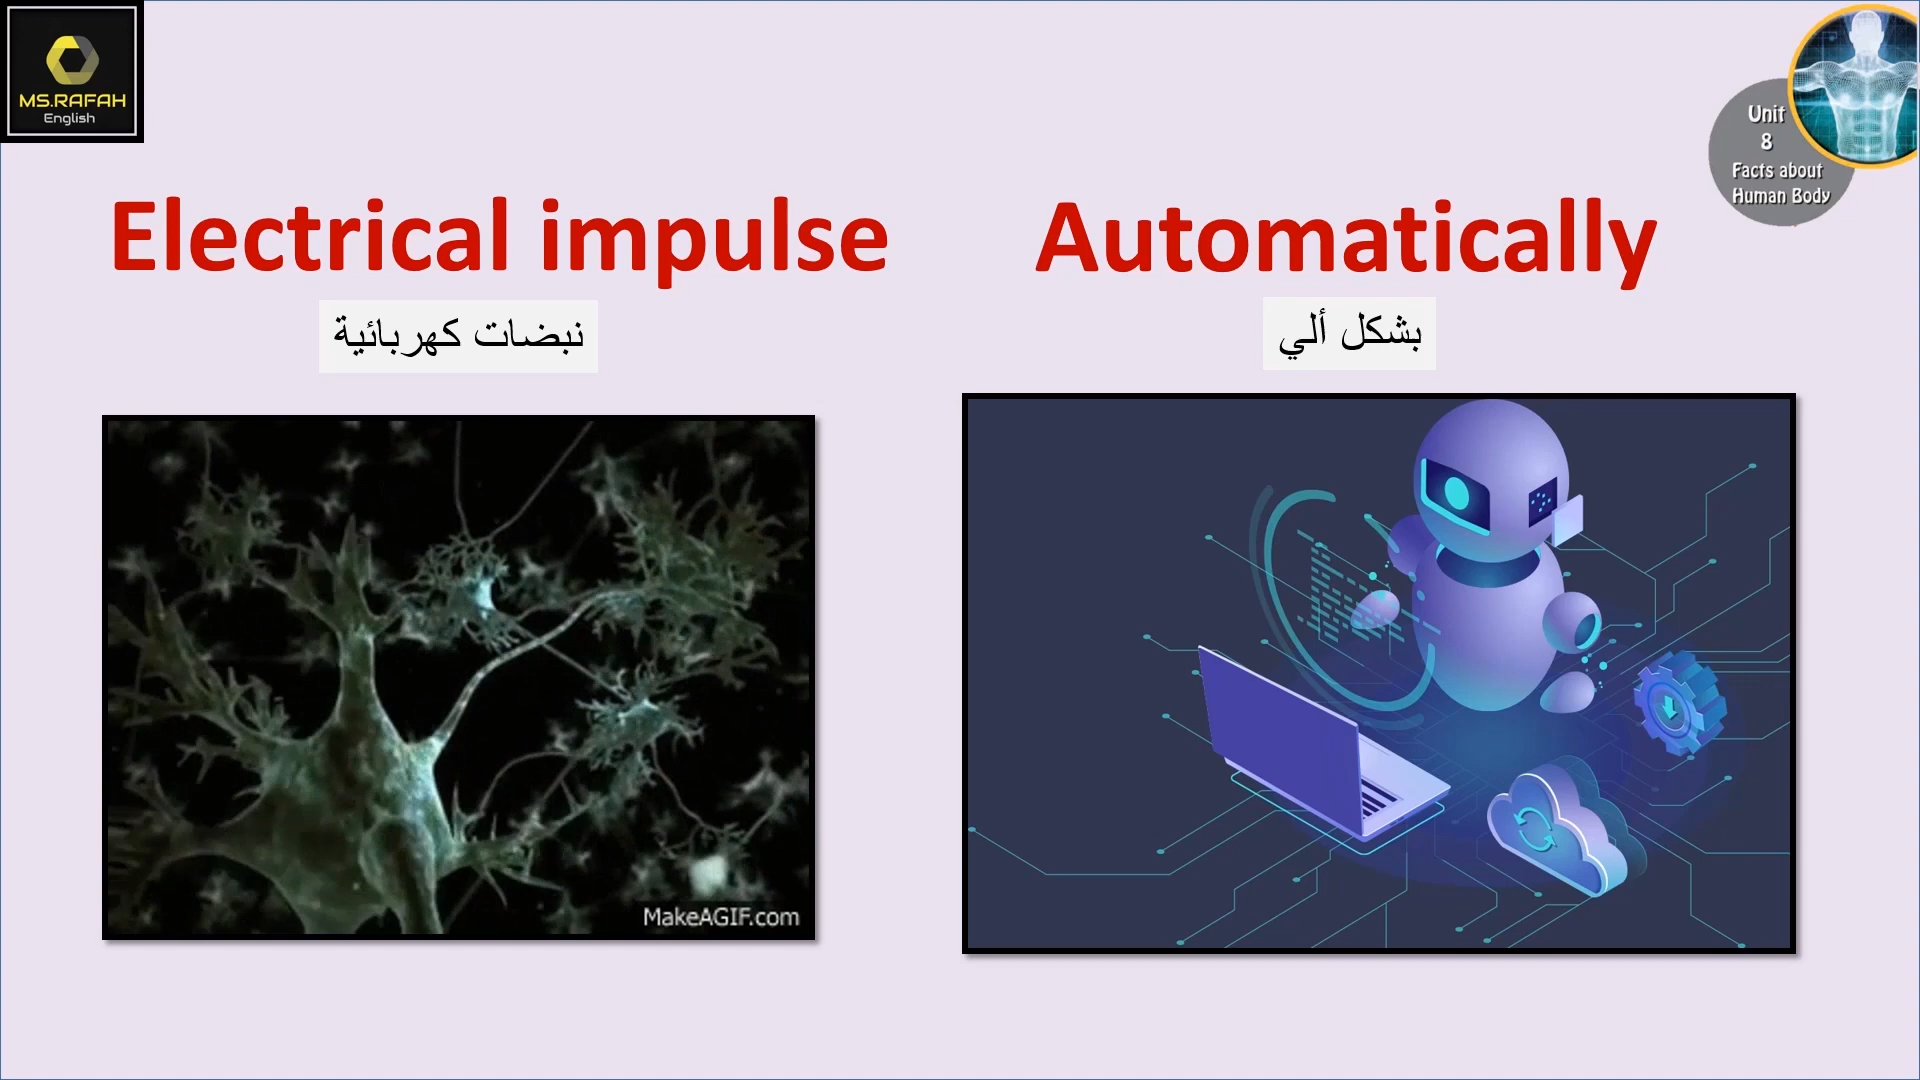 MS.RAFAH
English
Unit
8
Facts about
Human Body
Electrical impulse
نبضات كهربائية
Automatically
بشكل ألي
MakeAGIF.com